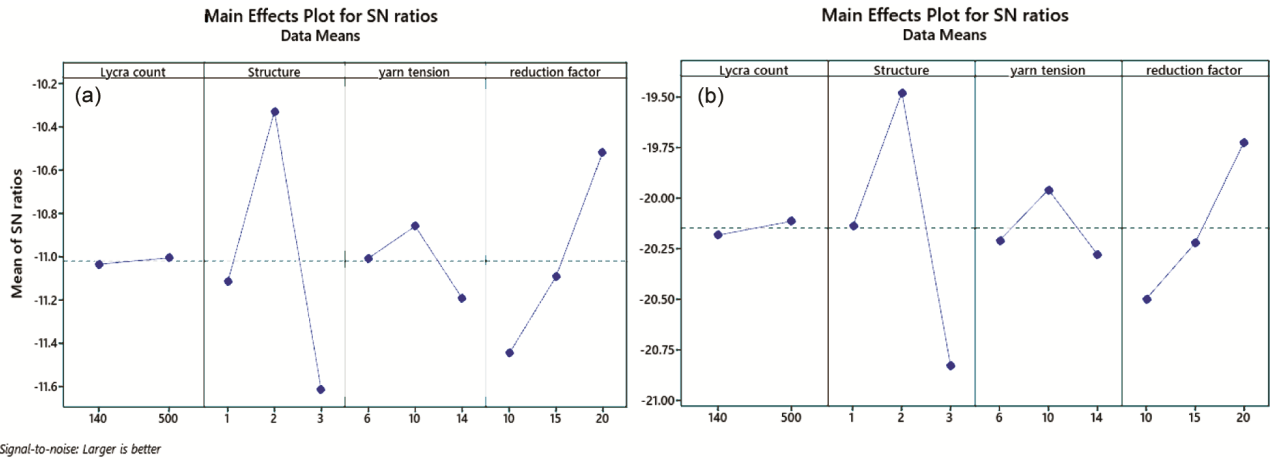 Main Effects Plot for SN ratios
Data Means
Lycra count Structure yarn tension reduction factor
(a)
Mean of SN ratios
-10.2
-10.4
-10.6
-10.8
-11.0
-11.2
-11.4
-11.6
140 500 1 2 3 6 10 14 10 15 20
Signal-to-noise: Larger is better
Main Effects Plot for SN ratios
Data Means
Lycra count Structure yarn tension reduction factor
(b)
-19.50
-19.75
-20.00
-20.25
-20.50
-20.75
-21.00
140 500 1 2 3 6 10 14 10 15 20